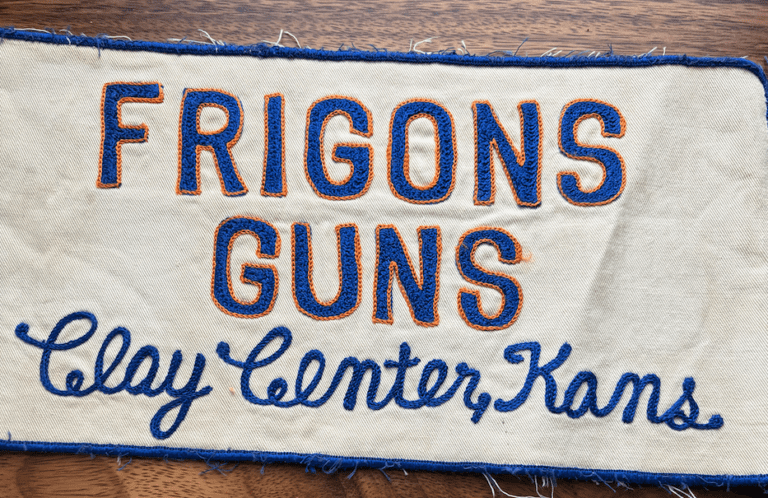 FRIGONS
GUNS
Clay Center, Kans.